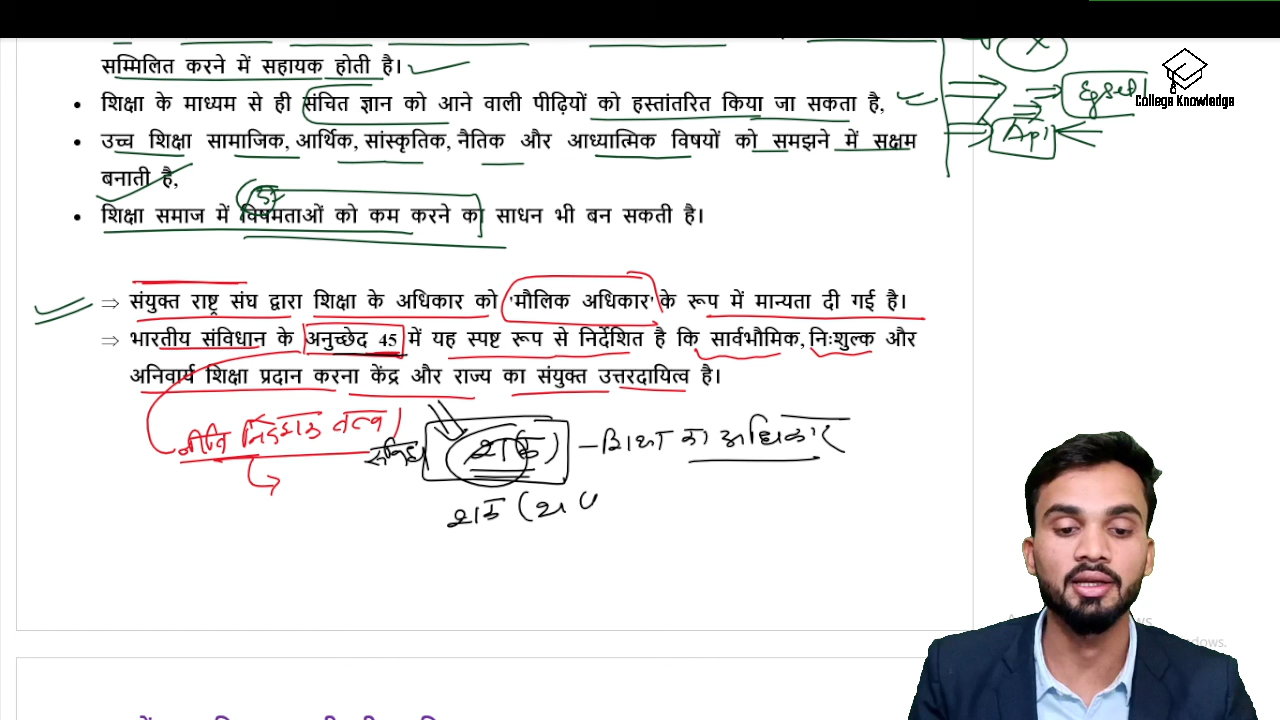 सम्मिलित करने में सहायक होती है।
• शिक्षा के माध्यम से ही संचित ज्ञान को आने वाली पीढ़ियों को हस्तांतरित किया जा सकता है,
College Knowledge
• उच्च शिक्षा सामाजिक, आर्थिक, सांस्कृतिक, नैतिक और आध्यात्मिक विषयों को समझने में सक्षम
बनाती है,
• शिक्षा समाज में विषमताओं को कम करने का साधन भी बन सकती है।
⇒ संयुक्त राष्ट्र संघ द्वारा शिक्षा के अधिकार को 'मौलिक अधिकार' के रूप में मान्यता दी गई है।
⇒ भारतीय संविधान के अनुच्छेद 45 में यह स्पष्ट रूप से निर्देशित है कि सार्वभौमिक, निःशुल्क और
अनिवार्य शिक्षा प्रदान करना केंद्र और राज्य का संयुक्त उत्तरदायित्व है।
नीति निदेशक तत्व